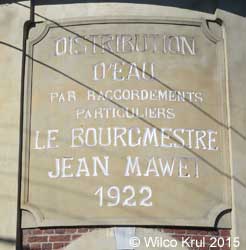 DISTRIBUTION
D'EAU
PAR RACCORDEMENTS
PARTICULIERS
LE BOURGMESTRE
JEAN MAWET
1922
© Wilco Krul 2015